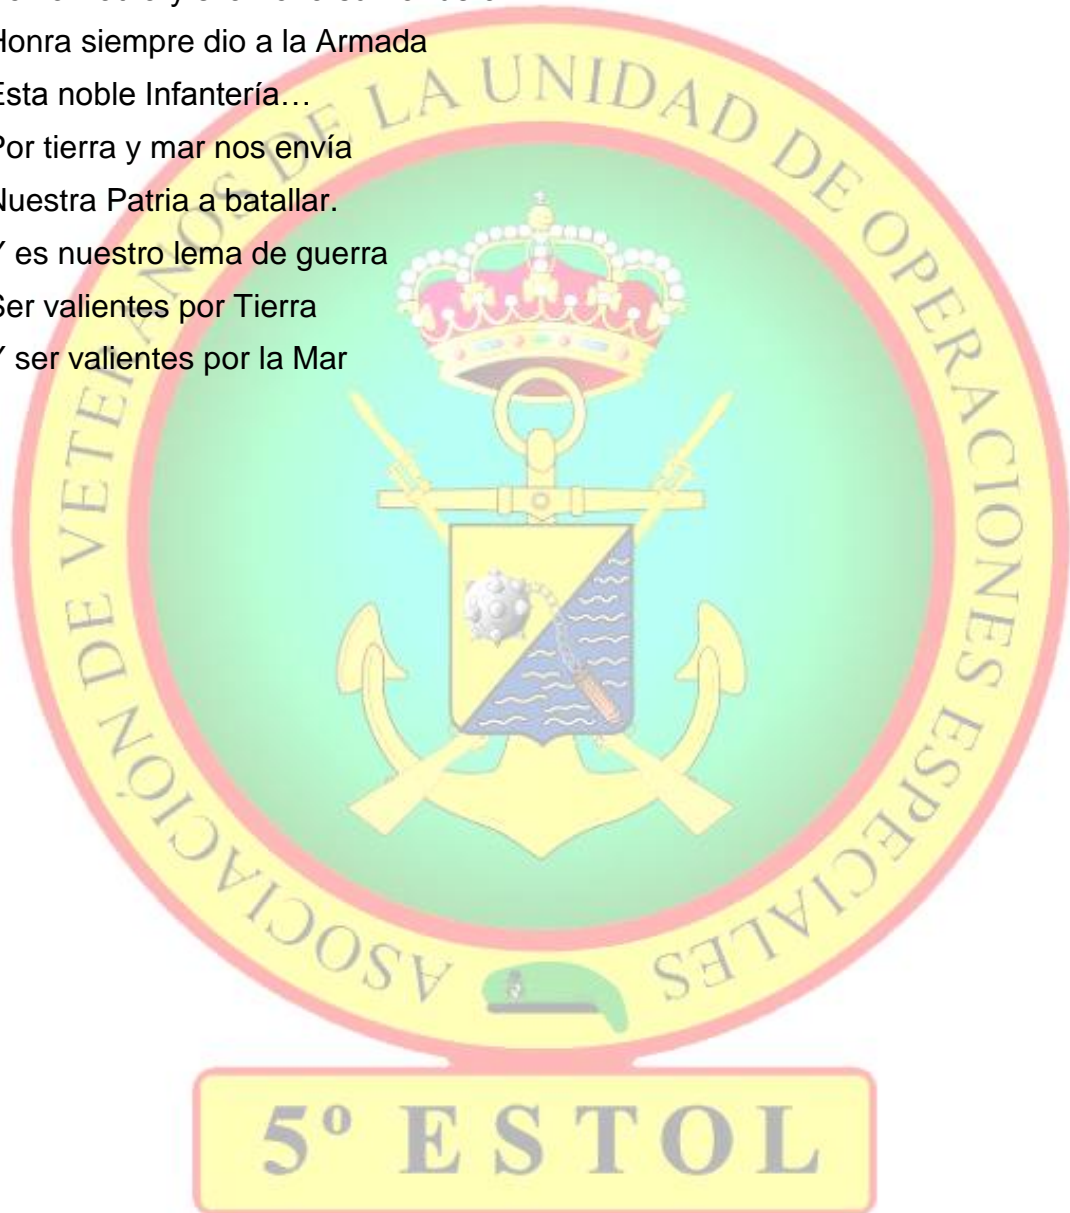 Honra siempre dio a la Armada
Esta noble Infantería…
Por tierra y mar nos envía
Nuestra Patria a batallar.
Y es nuestro lema de guerra
Ser valientes por Tierra
Y ser valientes por la Mar
ASOCIACIÓN DE VETERANOS DE LA UNIDAD DE OPERACIONES ESPECIALES
5º ESTOL